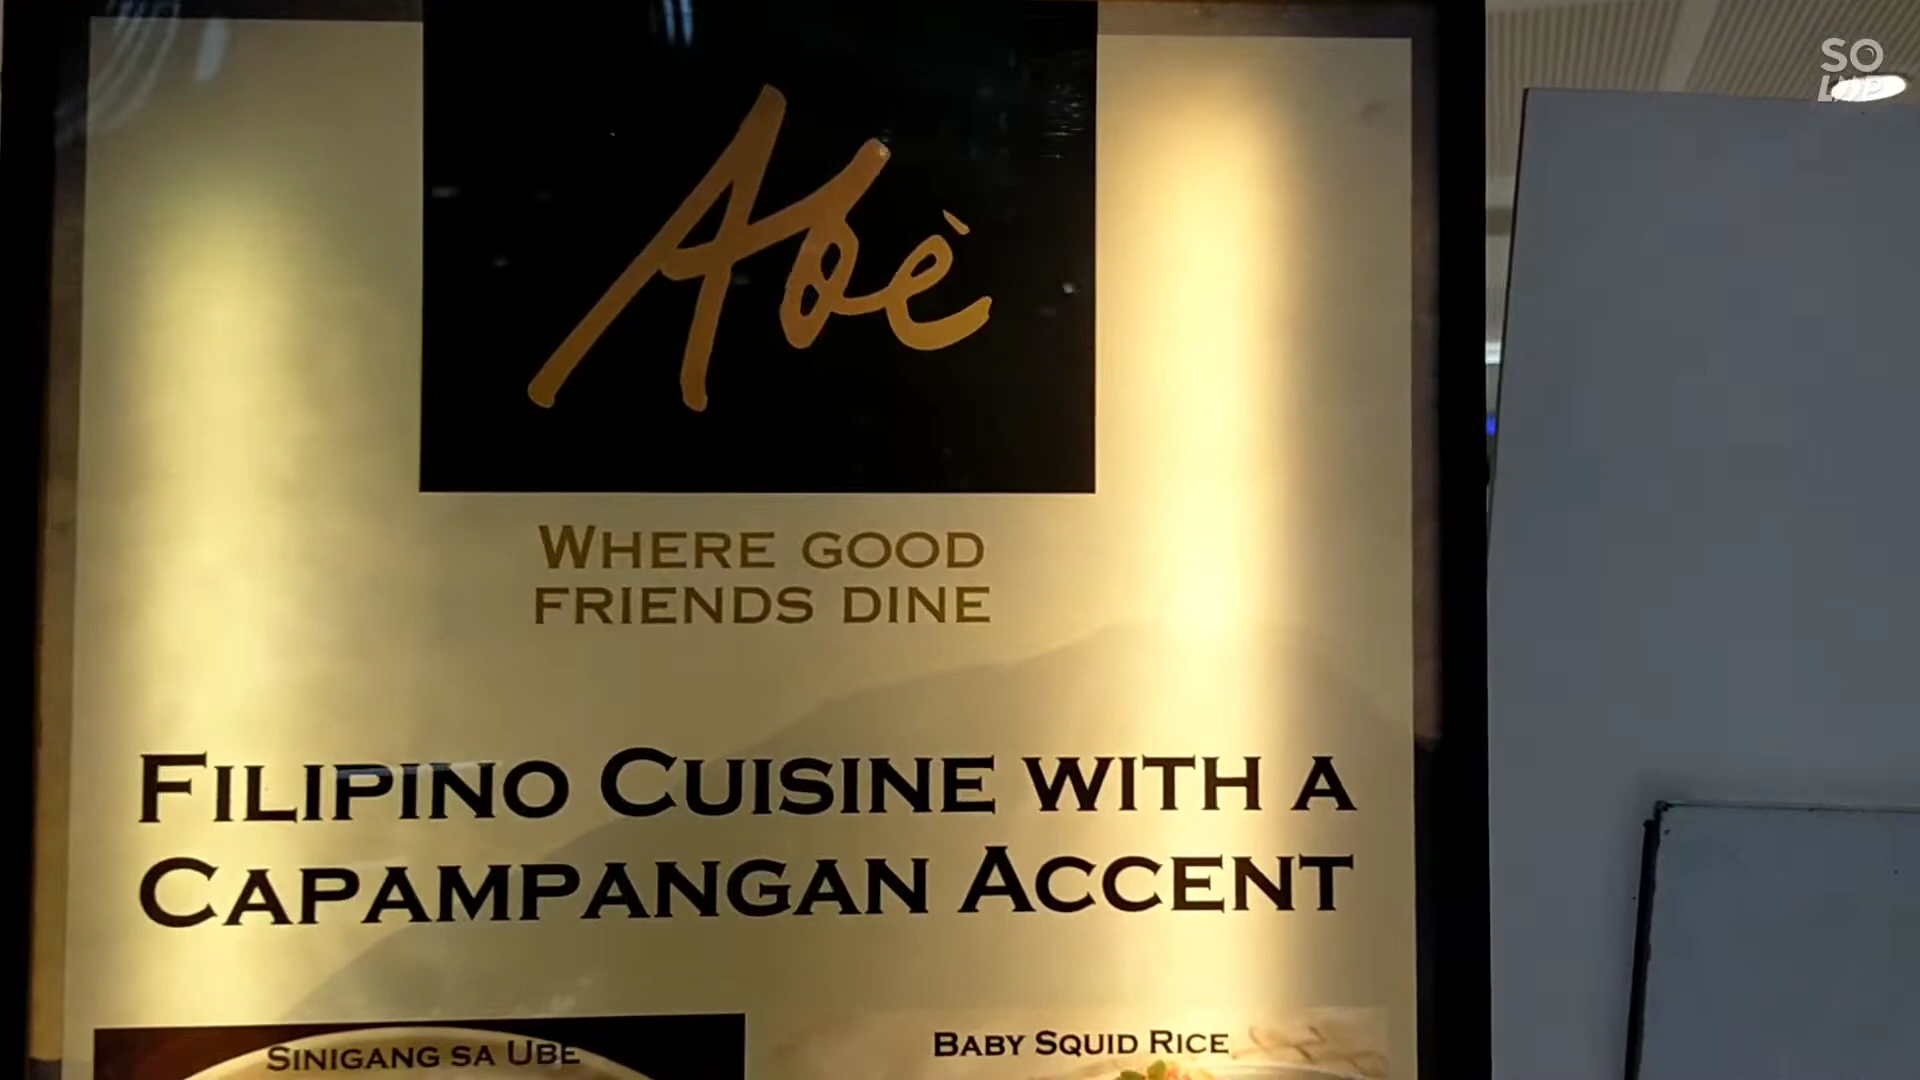 SO
Abè
WHERE GOOD
FRIENDS DINE
FILIPINO CUISINE WITH A
CAPAMPANGAN ACCENT
SINIGANG SA UBE
BABY SQUID RICE